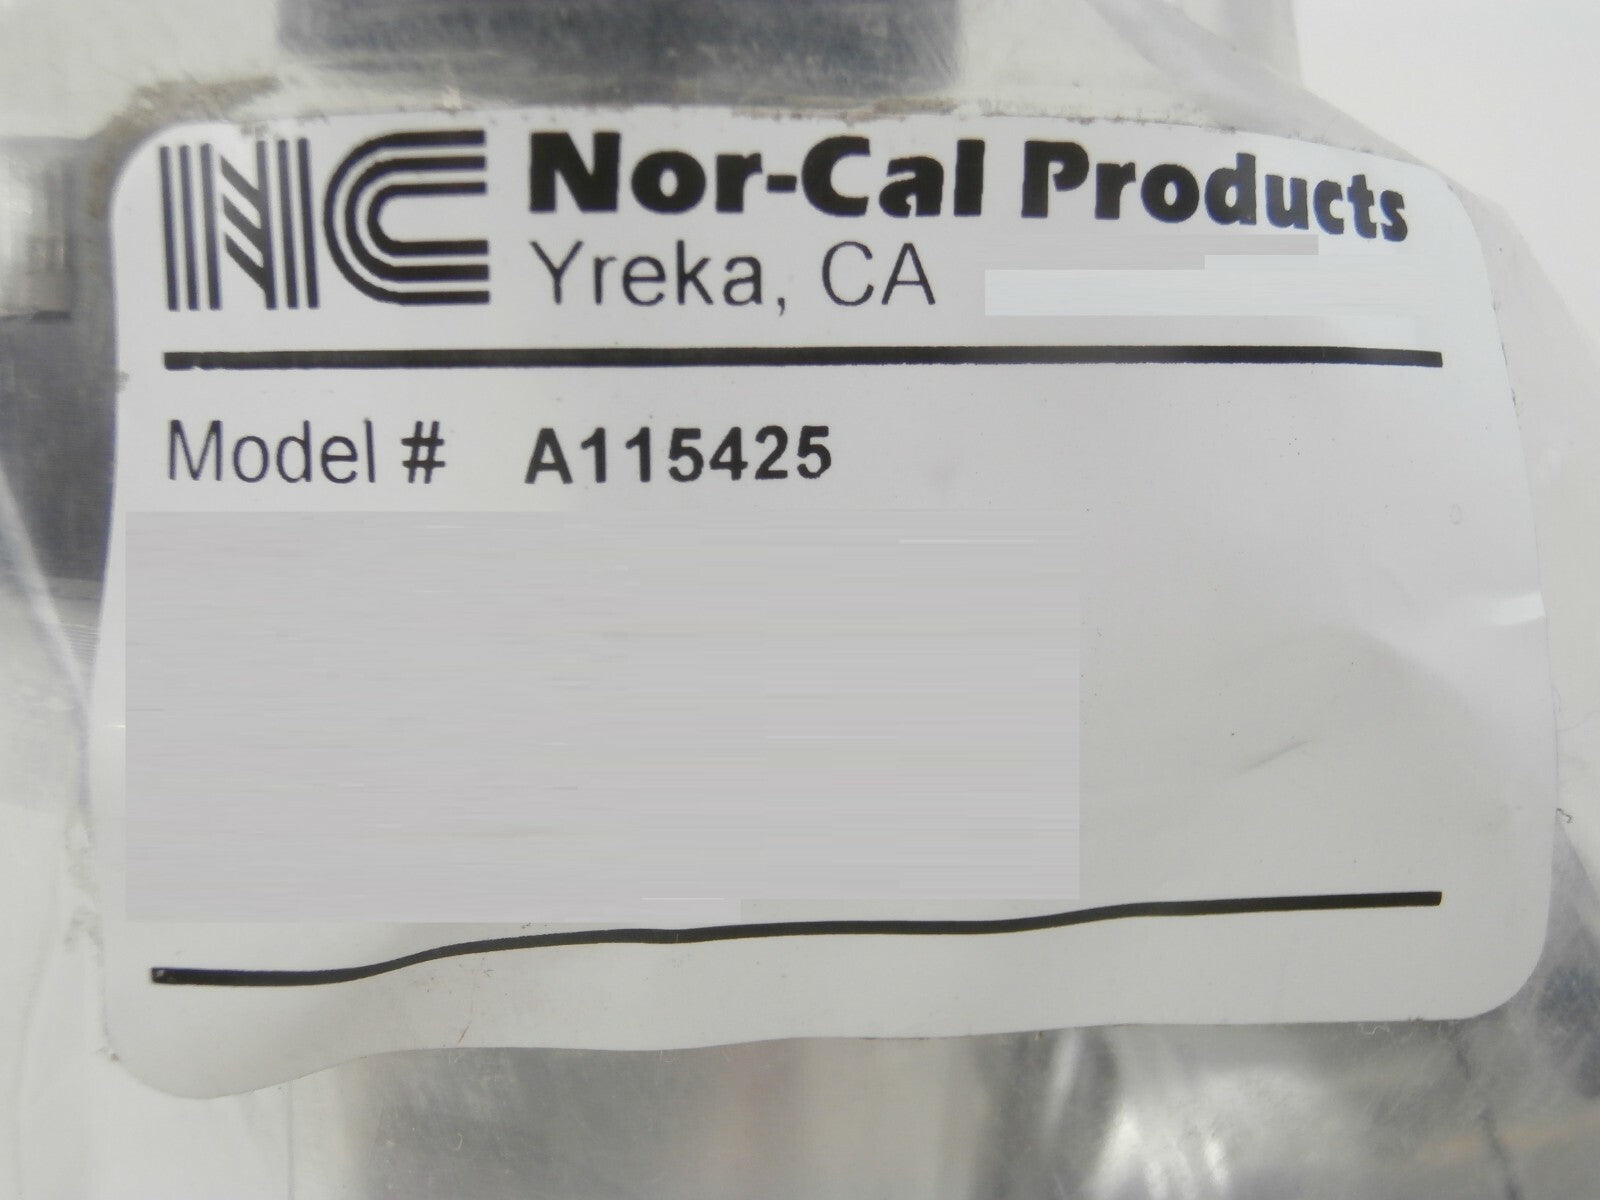 NC Nor-Cal Products
Yreka, CA
Model # A115425